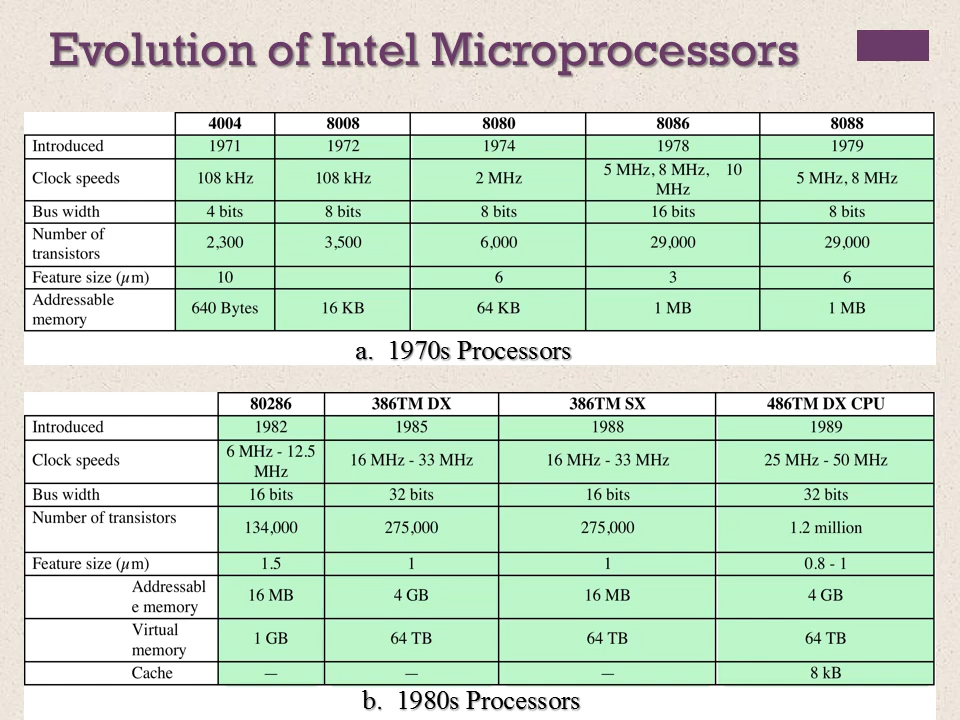 Evolution of Intel Microprocessors
4004 8008 8080 8086 8088
Introduced 1971 1972 1974 1978 1979
Clock speeds 108 kHz 108 kHz 2 MHz 5 MHz, 8 MHz, 10 MHz 5 MHz, 8 MHz
Bus width 4 bits 8 bits 8 bits 16 bits 8 bits
Number of transistors 2,300 3,500 6,000 29,000 29,000
Feature size (µm) 10 6 3 6
Addressable memory 640 Bytes 16 KB 64 KB 1 MB 1 MB
a. 1970s Processors
80286 386TM DX 386TM SX 486TM DX CPU
Introduced 1982 1985 1988 1989
Clock speeds 6 MHz - 12.5 MHz 16 MHz - 33 MHz 16 MHz - 33 MHz 25 MHz - 50 MHz
Bus width 16 bits 32 bits 16 bits 32 bits
Number of transistors 134,000 275,000 275,000 1.2 million
Feature size (µm) 1.5 1 1 0.8 - 1
Addressabl e memory 16 MB 4 GB 16 MB 4 GB
Virtual memory 1 GB 64 TB 64 TB 64 TB
Cache — — — 8 kB
b. 1980s Processors